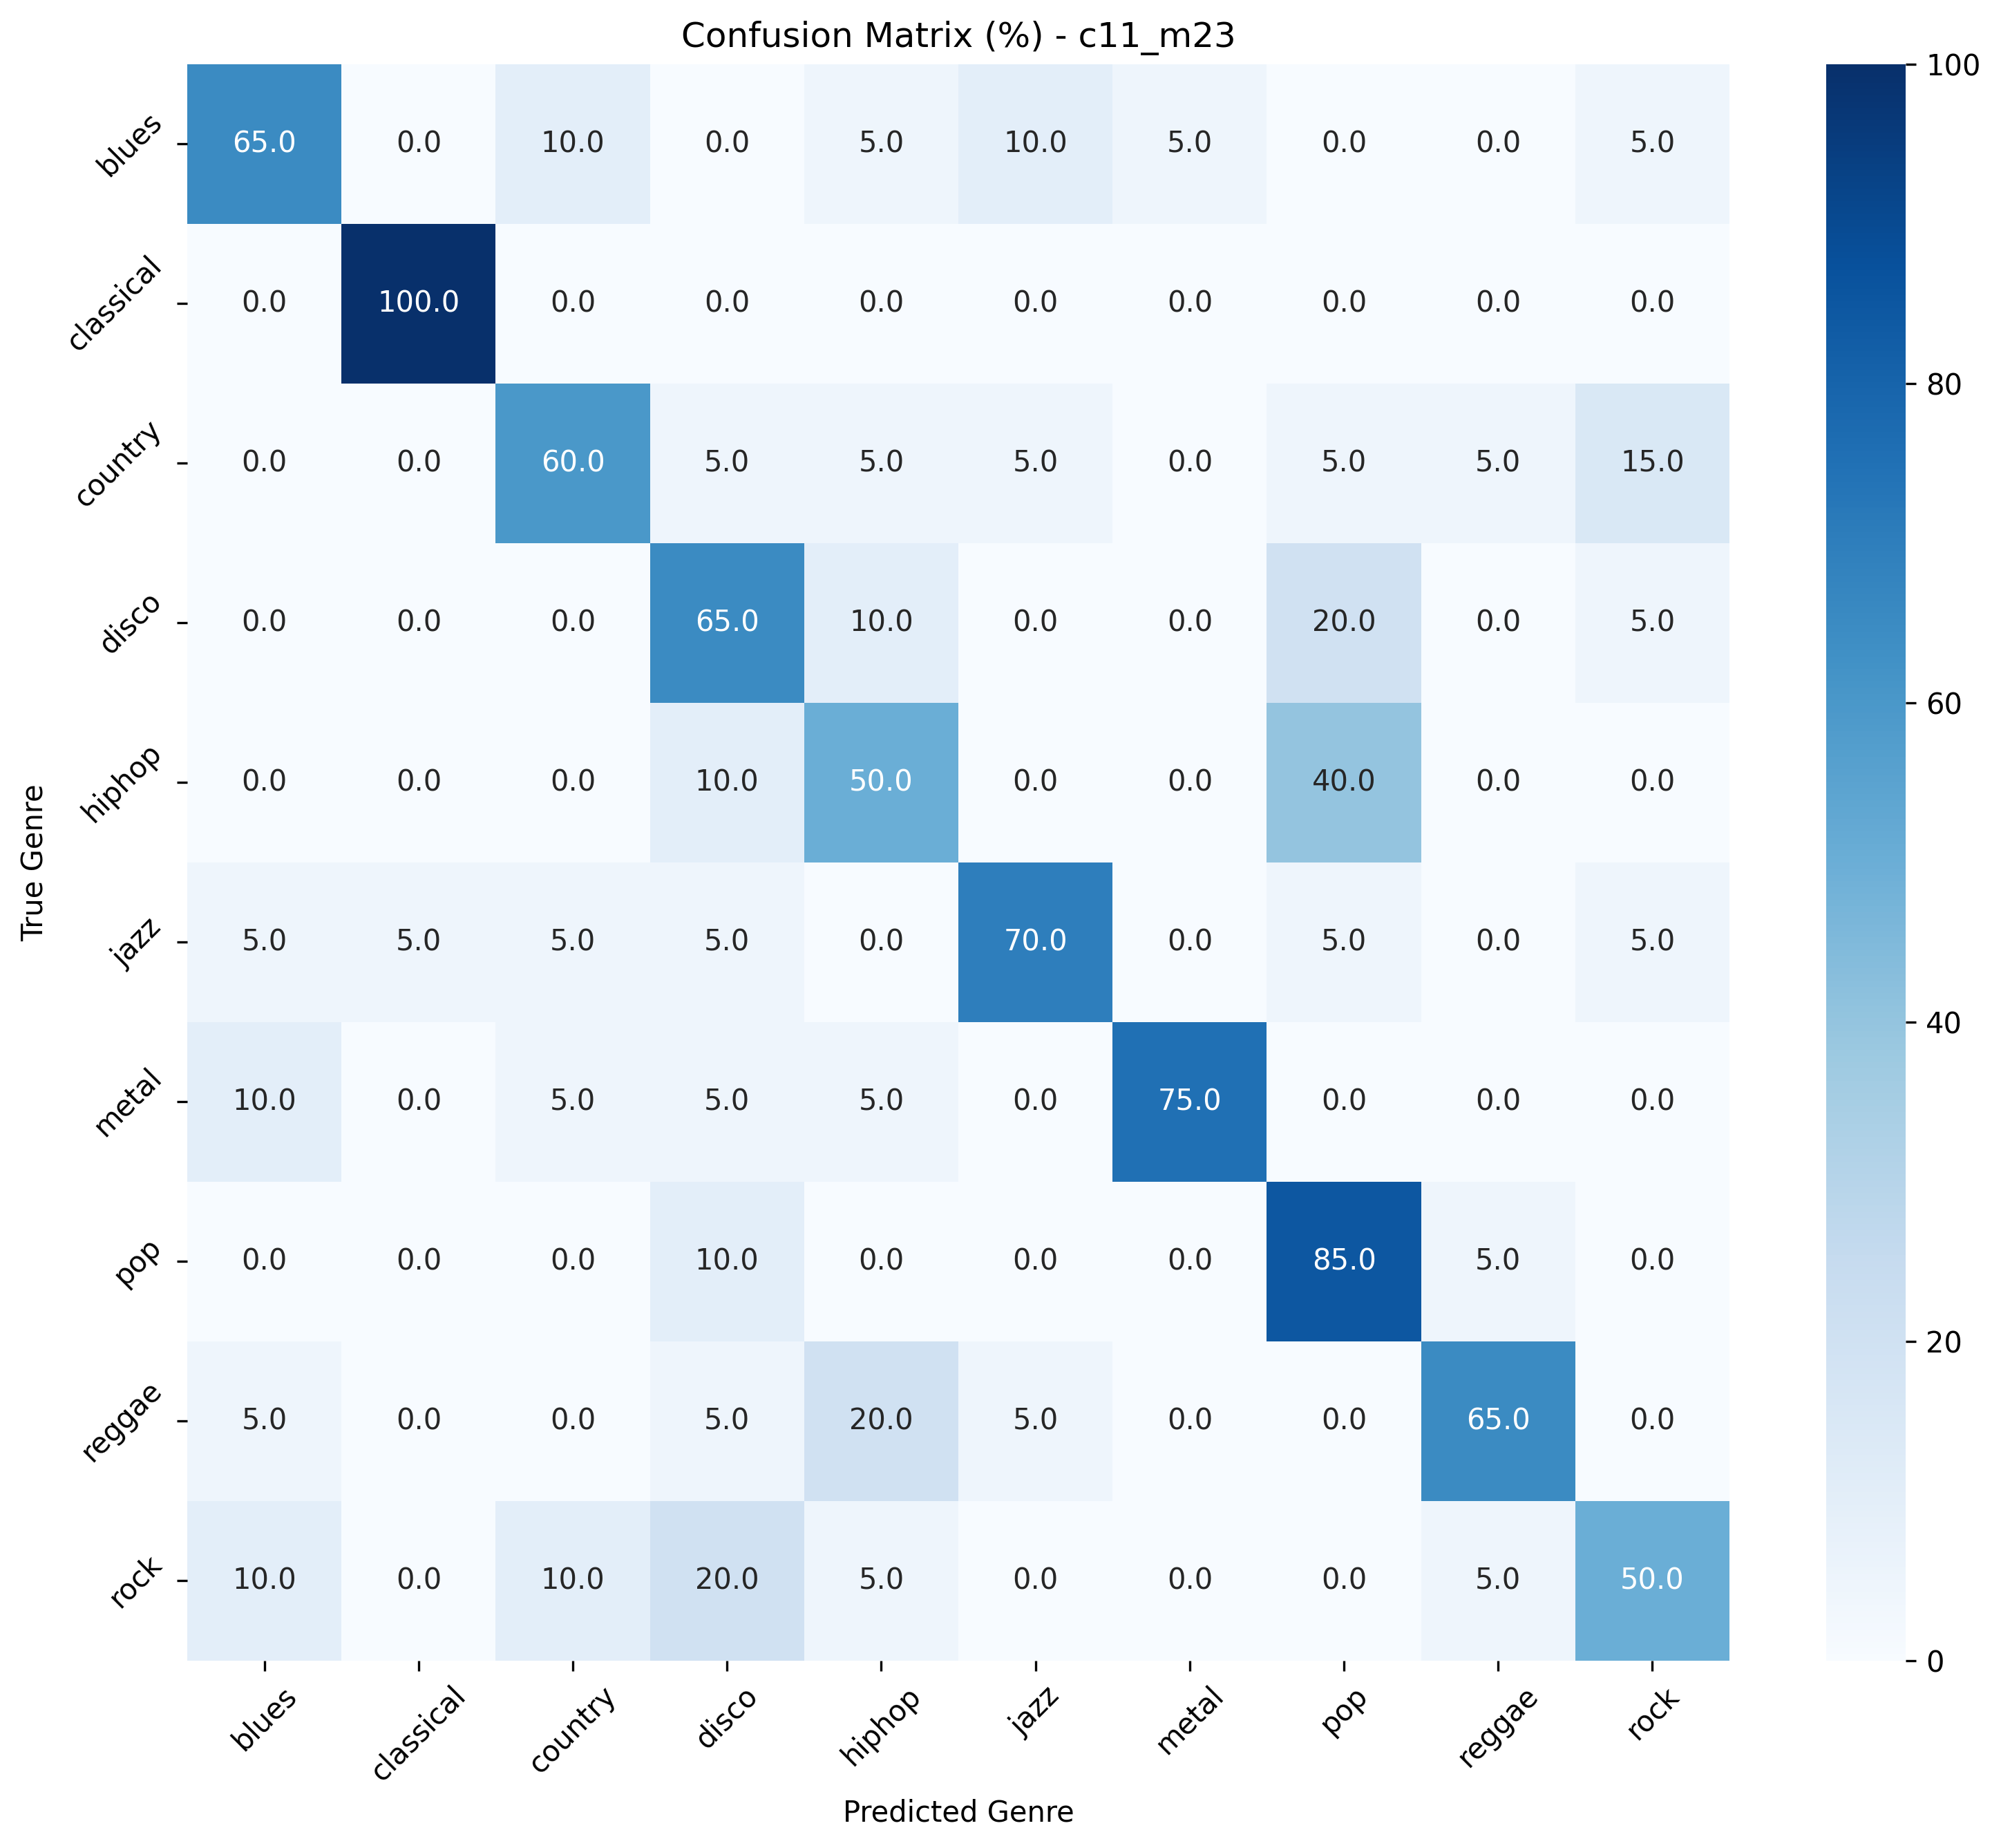 Confusion Matrix (%) - c11_m23
blues 65.0 0.0 10.0 0.0 5.0 10.0 5.0 0.0 0.0 5.0
classical 0.0 100.0 0.0 0.0 0.0 0.0 0.0 0.0 0.0 0.0
country 0.0 0.0 60.0 5.0 5.0 5.0 0.0 5.0 5.0 15.0
disco 0.0 0.0 0.0 65.0 10.0 0.0 0.0 20.0 0.0 5.0
hiphop 0.0 0.0 0.0 10.0 50.0 0.0 0.0 40.0 0.0 0.0
jazz 5.0 5.0 5.0 5.0 0.0 70.0 0.0 5.0 0.0 5.0
metal 10.0 0.0 5.0 5.0 5.0 0.0 75.0 0.0 0.0 0.0
pop 0.0 0.0 0.0 10.0 0.0 0.0 0.0 85.0 5.0 0.0
reggae 5.0 0.0 0.0 5.0 20.0 5.0 0.0 0.0 65.0 0.0
rock 10.0 0.0 10.0 20.0 5.0 0.0 0.0 0.0 5.0 50.0
blues classical country disco hiphop jazz metal pop reggae rock
Predicted Genre
True Genre
100
80
60
40
20
0